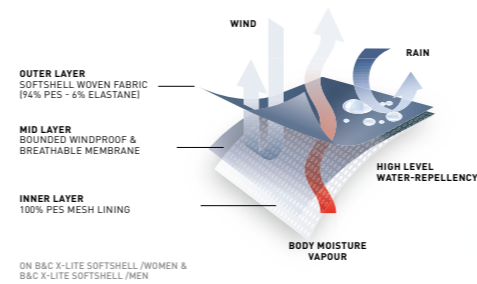 WIND
RAIN
OUTER LAYER
SOFTSHELL WOVEN FABRIC
(94% PES - 6% ELASTANE)
MID LAYER
BOUNDED WINDPROOF &
BREATHABLE MEMBRANE
HIGH LEVEL
WATER-REPELLENCY
INNER LAYER
100% PES MESH LINING
BODY MOISTURE
VAPOUR
ON B&C X-LITE SOFTSHELL /WOMEN &
B&C X-LITE SOFTSHELL /MEN